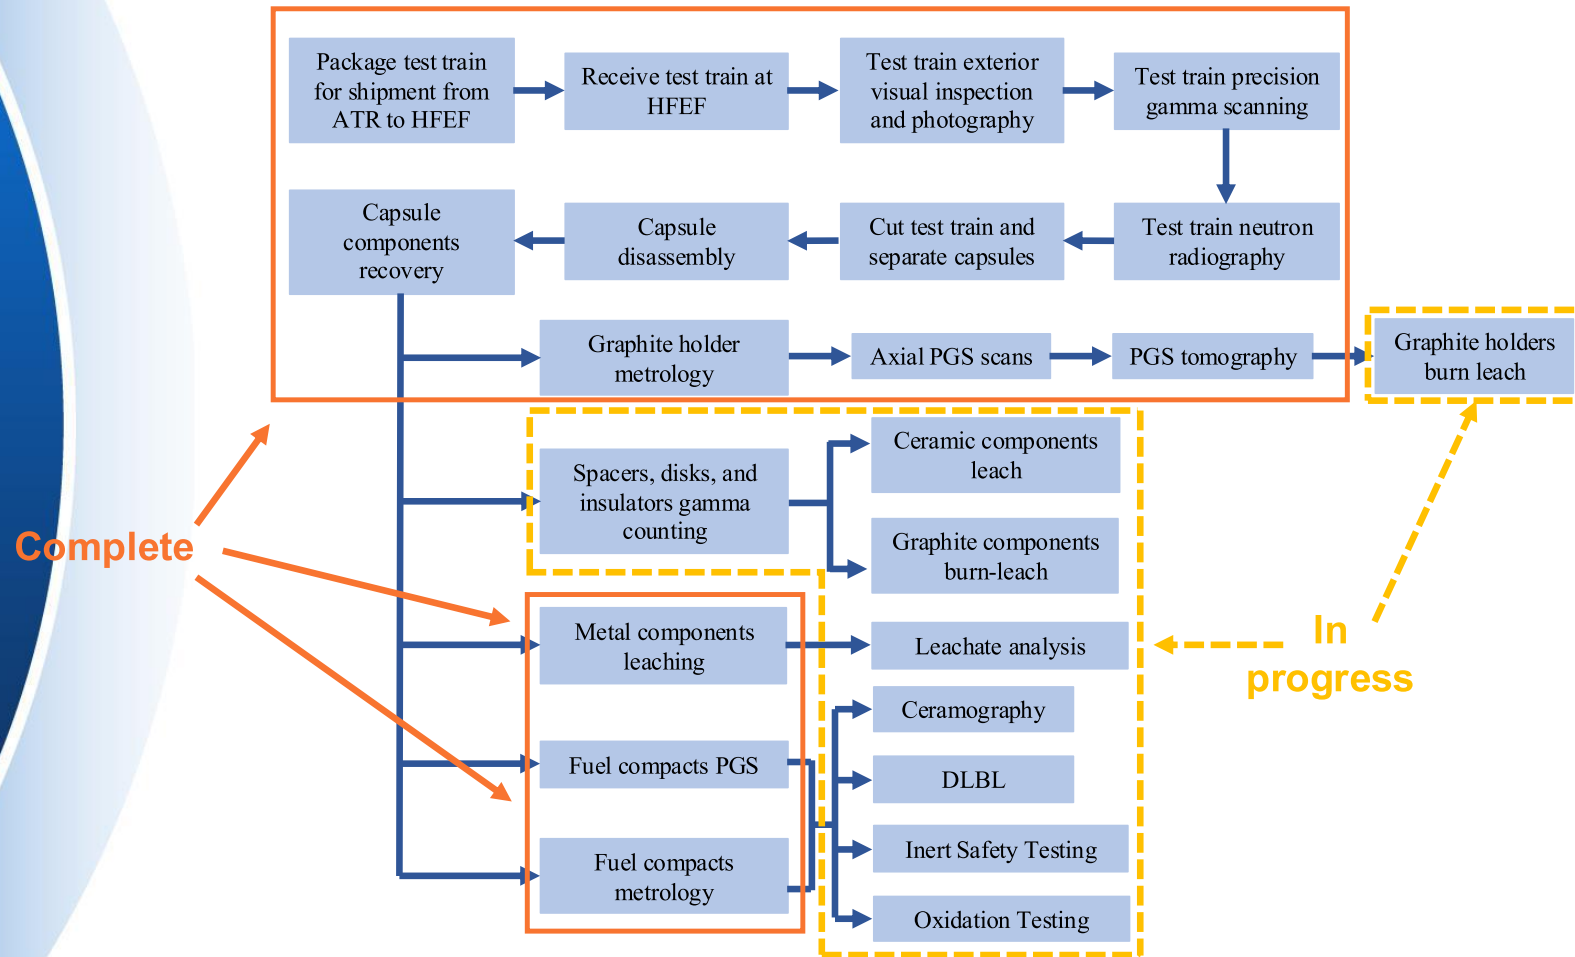 Package test train
for shipment from
ATR to HFEF
Receive test train at
HFEF
Test train exterior
visual inspection
and photography
Test train precision
gamma scanning
Capsule
components
recovery
Capsule
disassembly
Cut test train and
separate capsules
Test train neutron
radiography
Graphite holder
metrology
Axial PGS scans
PGS tomography
Graphite holders
burn leach
Spacers, disks, and
insulators gamma
counting
Ceramic components
leach
Graphite components
burn-leach
Complete
Metal components
leaching
Leachate analysis
In
progress
Fuel compacts PGS
Ceramography
DLBL
Fuel compacts
metrology
Inert Safety Testing
Oxidation Testing